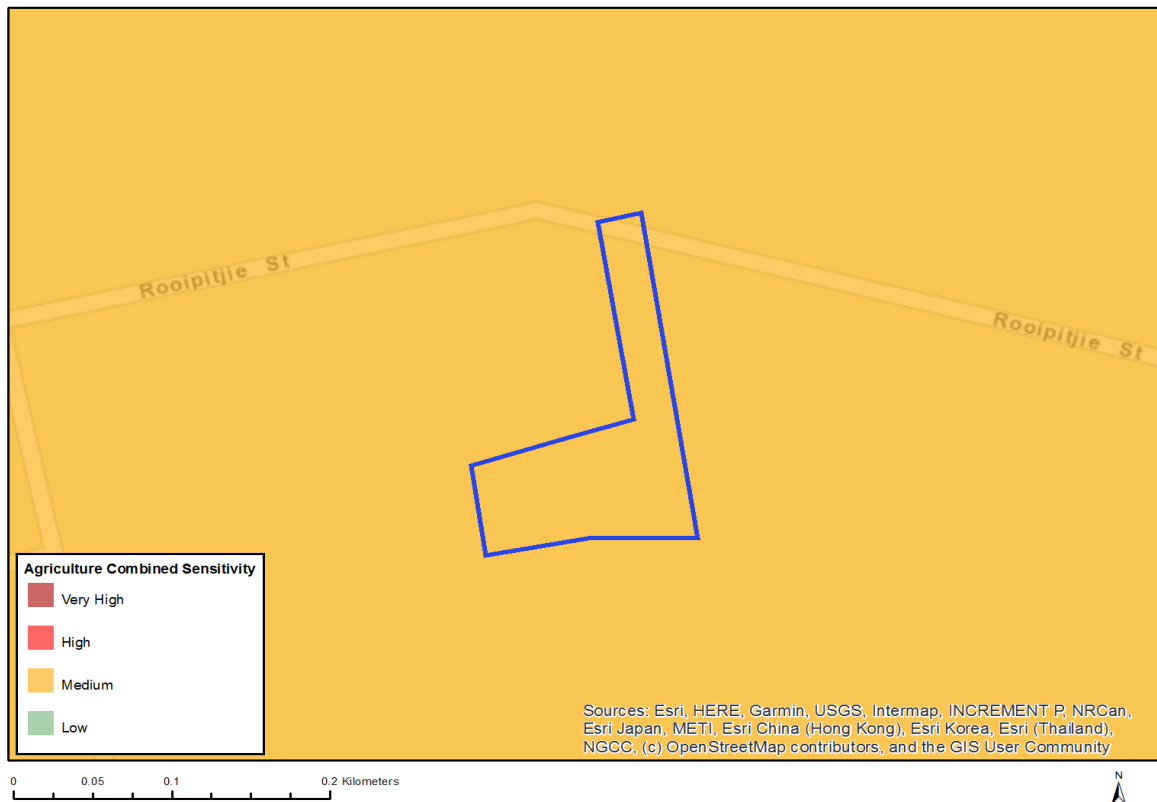 Rooipitjie St
Rooipitjie St
Agriculture Combined Sensitivity
Very High
High
Medium
Low
Sources: Esri, HERE, Garmin, USGS, Intermap, INCREMENT P, NRCan,
Esri Japan, METI, Esri China (Hong Kong), Esri Korea, Esri (Thailand),
NGCC, (c) OpenStreetMap contributors, and the GIS User Community
0 0.05 0.1 0.2 Kilometers
N